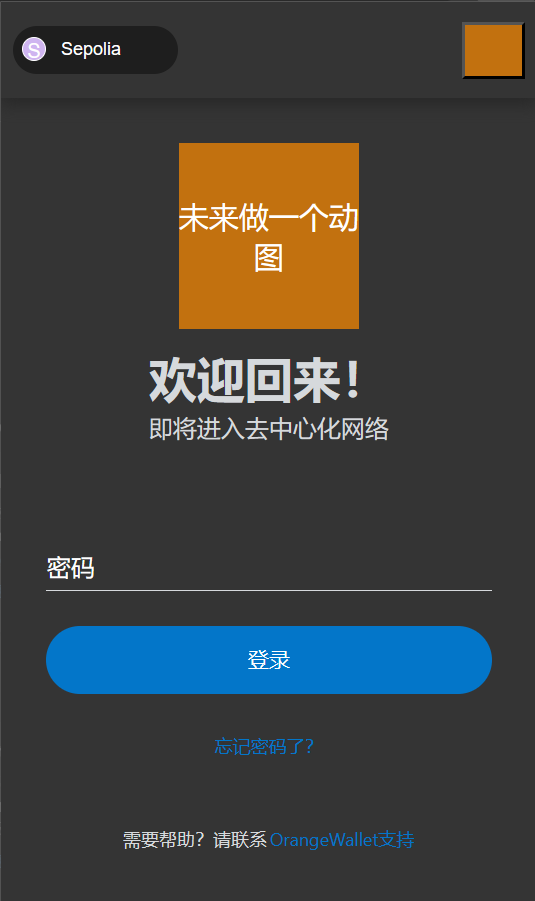 S
Sepolia
未来做一个动
图
欢迎回来！
即将进入去中心化网络
密码
登录
忘记密码了？
需要帮助？请联系OrangeWallet支持